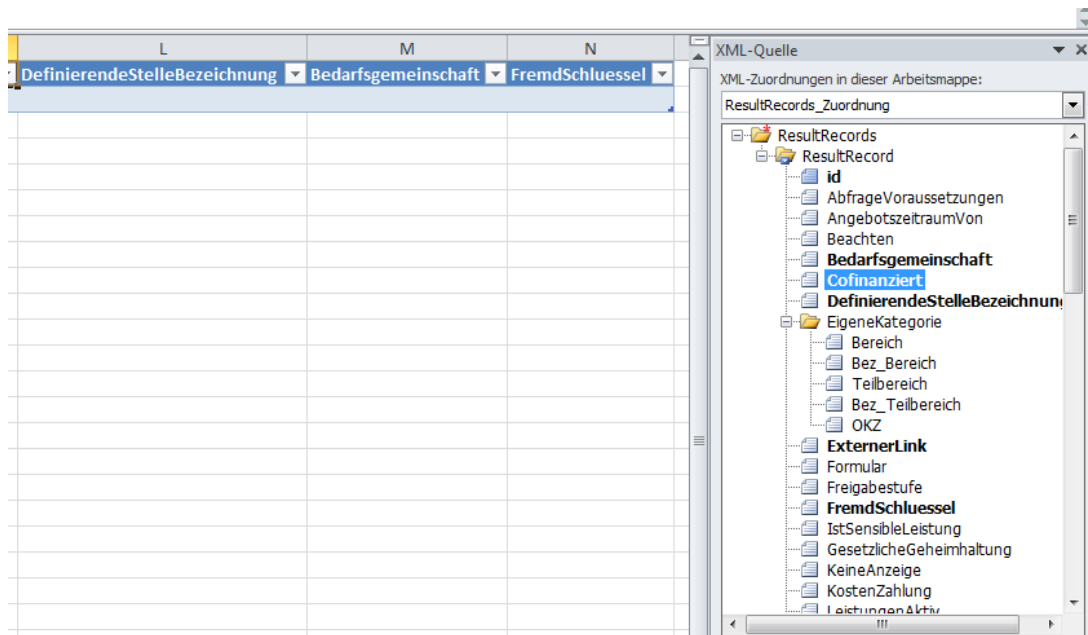 L M N
DefinierendeStelleBezeichnung Bedarfsgemeinschaft FremdSchluessel
XML-Quelle
XML-Zuordnungen in dieser Arbeitsmappe:
ResultRecords_Zuordnung
ResultRecords
ResultRecord
id
AbfrageVoraussetzungen
AngebotszeitraumVon
Beachten
Bedarfsgemeinschaft
Cofinanziert
DefinierendeStelleBezeichnung
EigeneKategorie
Bereich
Bez_Bereich
Teilbereich
Bez_Teilbereich
OKZ
ExternerLink
Formular
Freigabestufe
FremdSchluessel
IstSensibleLeistung
GesetzlicheGeheimhaltung
KeineAnzeige
KostenZahlung
LeistungenAktiv